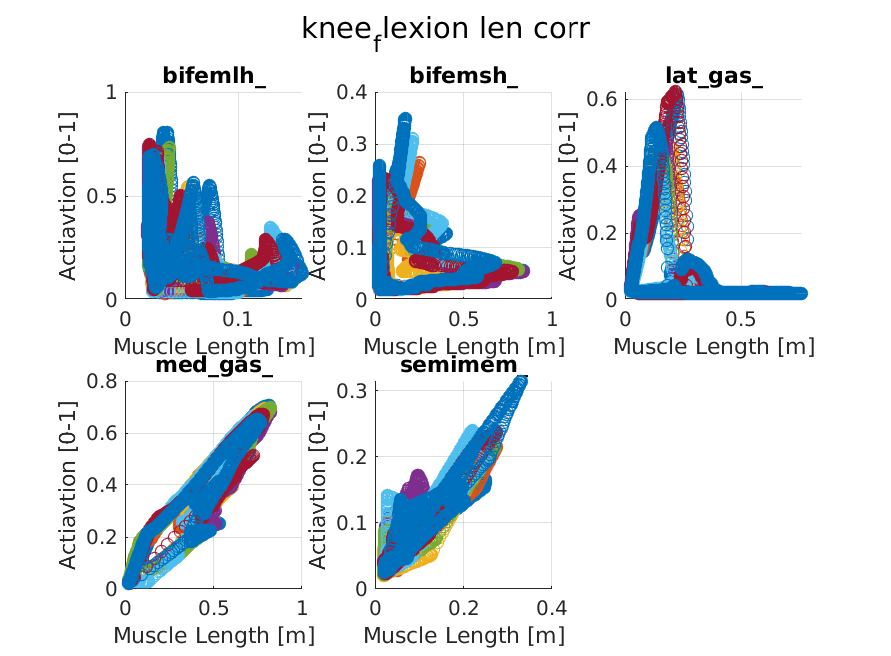 knee_flexion len corr
bifemlh_
bifemsh_
lat_gas_
Actiavtion [0-1]
Actiavtion [0-1]
Actiavtion [0-1]
1
0.5
0
0.4
0.3
0.2
0.1
0
0.6
0.4
0.2
0
0
0.1
0
0.5
1
0
0.5
Muscle Length [m]
Muscle Length [m]
Muscle Length [m]
med_gas_
semimem_
Actiavtion [0-1]
Actiavtion [0-1]
0.8
0.6
0.4
0.2
0
0.3
0.2
0.1
0
0
0.5
1
0
0.2
0.4
Muscle Length [m]
Muscle Length [m]